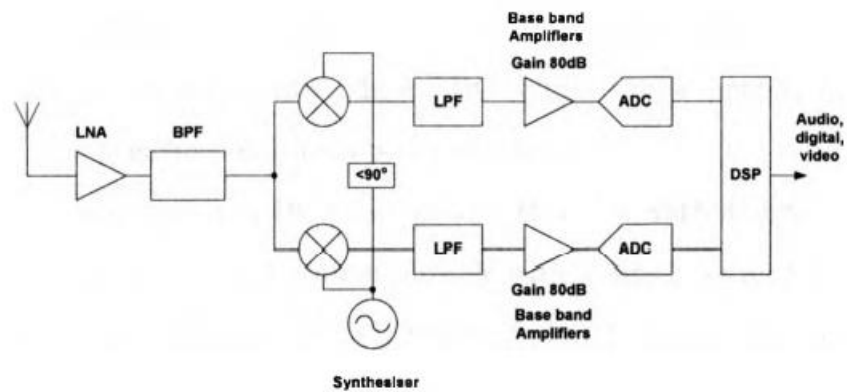 Base band
Amplifiers
Gain 80dB
LNA
BPF
LPF
ADC
<90°
DSP
Audio,
digital,
video
LPF
ADC
Gain 80dB
Base band
Amplifiers
Synthesiser